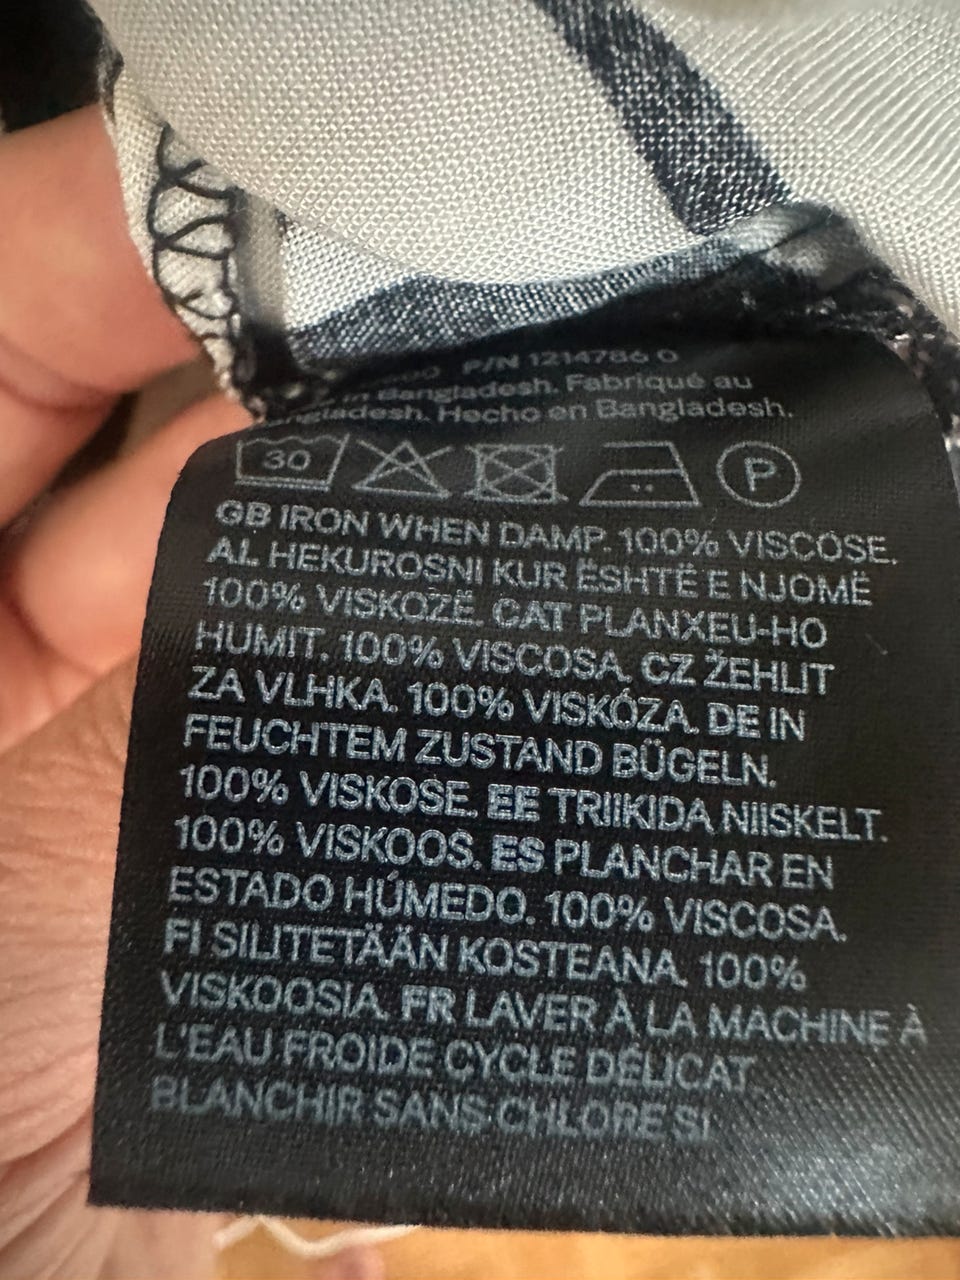 P/N 1214786 0
in Bangladesh. Fabriqué au
Bangladesh. Hecho en Bangladesh.
30 P
GB IRON WHEN DAMP. 100% VISCOSE.
AL HEKUROSNI KUR ËSHTË E NJOMË
100% VISKOZË. CAT PLANXEU-HO
HUMIT. 100% VISCOSA. CZ ŽEHLIT
ZA VLHKA. 100% VISKÓZA. DE IN
FEUCHTEM ZUSTAND BÜGELN.
100% VISKOSE. EE TRIIKIDA NIISKELT.
100% VISKOOS. ES PLANCHAR EN
ESTADO HÚMEDO. 100% VISCOSA.
FI SILITETÄÄN KOSTEANA. 100%
VISKOOSIA. FR LAVER À LA MACHINE À
L'EAU FROIDE CYCLE DÉLICAT
BLANCHIR SANS CHLORE SI